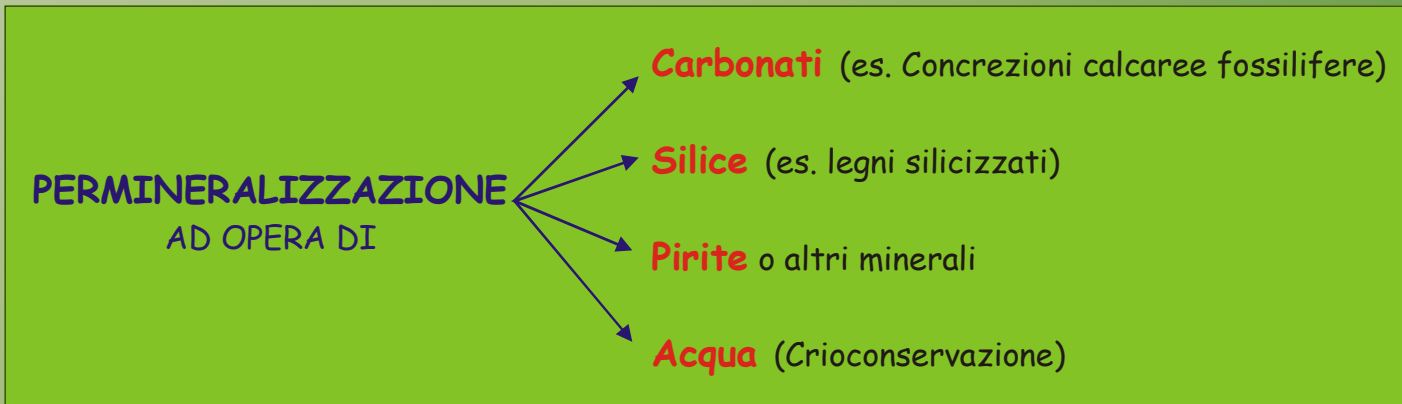 PERMINERALIZZAZIONE
AD OPERA DI
Carbonati (es. Concrezioni calcaree fossilifere)
Silice (es. legni silicizzati)
Pirite o altri minerali
Acqua (Crioconservazione)